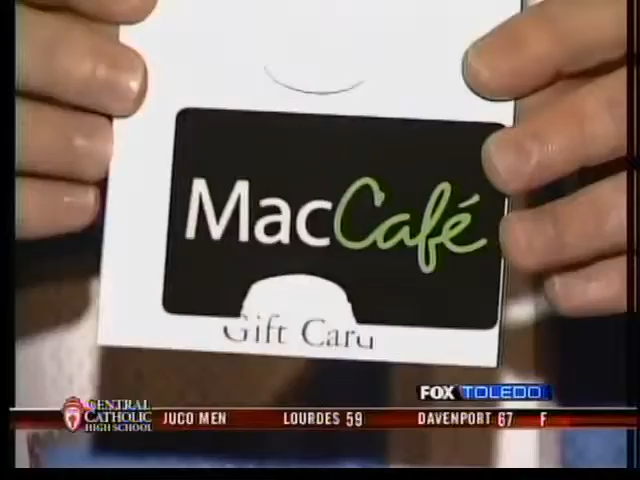 MacCafé
Gift Card
FOX TOLEDO
CENTRAL
CATHOLIC
HIGH SCHOOL
JUCO MEN LOURDES 59 DAVENPORT 67 F